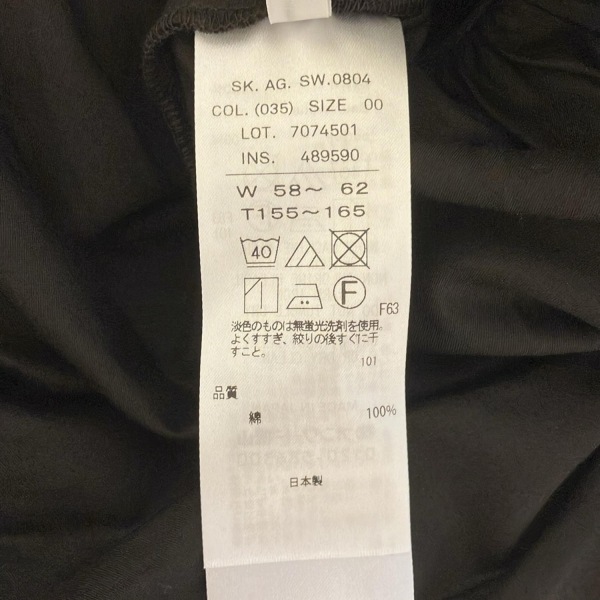 SK. AG. SW.0804
COL. (035) SIZE 00
LOT. 7074501
INS. 489590
W 58～ 62
T155～165
40
F
F63
淡色のものは無蛍光洗剤を使用。
よくすすぎ、絞りの後すぐに干
すこと。
101
品質
綿 100%
日本製